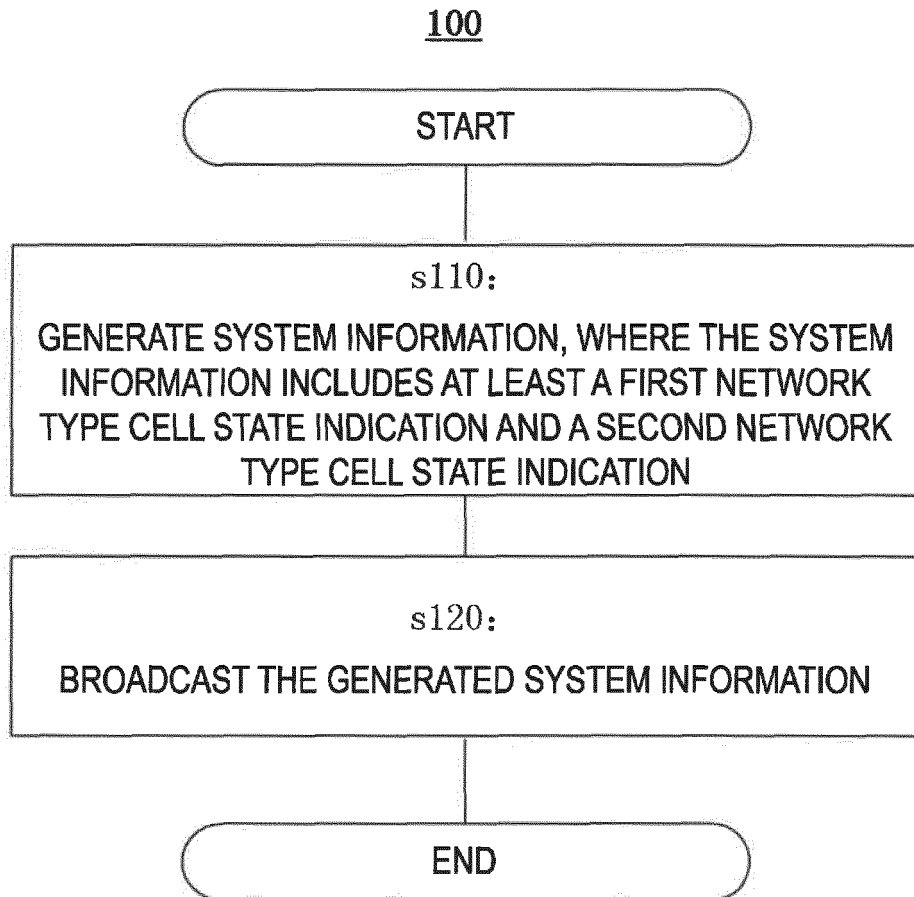 100
START
s110:
GENERATE SYSTEM INFORMATION, WHERE THE SYSTEM
INFORMATION INCLUDES AT LEAST A FIRST NETWORK
TYPE CELL STATE INDICATION AND A SECOND NETWORK
TYPE CELL STATE INDICATION
s120:
BROADCAST THE GENERATED SYSTEM INFORMATION
END